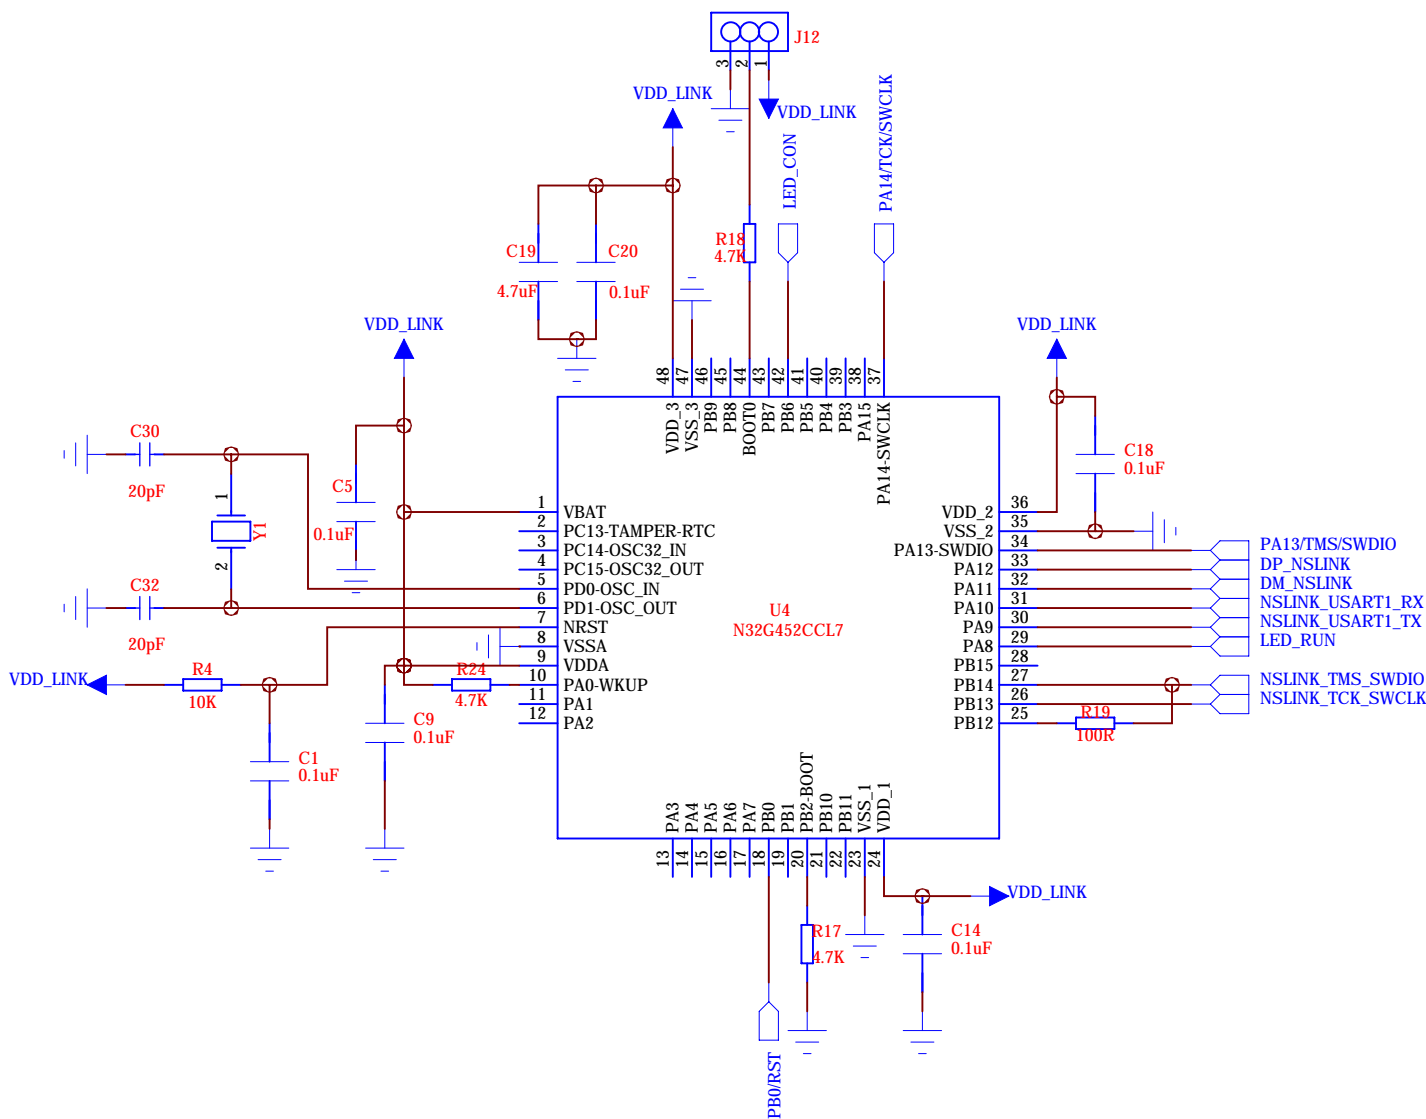 J12
3
2
1
VDD_LINK
VDD_LINK
LED_CON
PA14/TCK/SWCLK
C19
4.7uF
C20
0.1uF
R18
4.7K
VDD_LINK
VDD_LINK
48
47
46
45
44
43
42
41
40
39
38
37
VDD_3
VSS_3
PB9
PB8
BOOT0
PB7
PB6
PB5
PB4
PB3
PA15
PA14-SWCLK
C30
20pF
C5
0.1uF
C18
0.1uF
1
Y1
2
C32
20pF
1 VBAT
2 PC13-TAMPER-RTC
3 PC14-OSC32_IN
4 PC15-OSC32_OUT
5 PD0-OSC_IN
6 PD1-OSC_OUT
7 NRST
8 VSSA
9 VDDA
10 PA0-WKUP
11 PA1
12 PA2
U4
N32G452CCL7
VDD_2 36
VSS_2 35
PA13-SWDIO 34 PA13/TMS/SWDIO
PA12 33 DP_NSLINK
PA11 32 DM_NSLINK
PA10 31 NSLINK_USART1_RX
PA9 30 NSLINK_USART1_TX
PA8 29 LED_RUN
PB15 28
PB14 27 NSLINK_TMS_SWDIO
PB13 26 NSLINK_TCK_SWCLK
PB12 25
R19
100R
VDD_LINK
R4
10K
R24
4.7K
C9
0.1uF
C1
0.1uF
PA3
PA4
PA5
PA6
PA7
PB0
PB1
PB2-BOOT
PB10
PB11
VSS_1
VDD_1
13
14
15
16
17
18
19
20
21
22
23
24
VDD_LINK
R17
4.7K
C14
0.1uF
PB0/RST